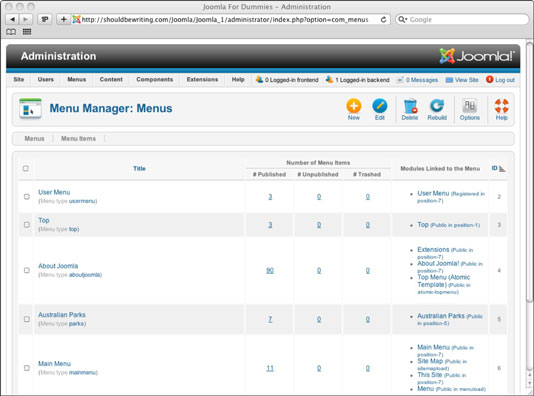 Joomla For Dummies - Administration
http://shouldbewriting.com/Joomla/Joomla_1/administrator/index.php?option=com_menus
Google
Administration
Joomla!
Site Users Menus Content Components Extensions Help 0 Logged-in frontend 1 Logged-in backend 0 Messages View Site Log out
Menu Manager: Menus
New Edit Delete Rebuild Options Help
Menus Menu Items
Title
Number of Menu Items
# Published # Unpublished # Trashed
Modules Linked to the Menu
ID
User Menu
(Menu type usermenu)
3 0 0
User Menu (Registered in
position-7)
2
Top
(Menu type top)
3 0 0
Top (Public in position-1)
3
About Joomla
(Menu type aboutjoomla)
90 0 0
Extensions (Public in
position-7)
About Joomla! (Public in
position-7)
Top Menu (Atomic
Template) (Public in
atomic-topmenu)
4
Australian Parks
(Menu type parks)
7 0 0
Australian Parks (Public
in position-5)
5
Main Menu
(Menu type mainmenu)
11 0 0
Main Menu (Public in
position-7)
Site Map (Public in
sitemapload)
This Site (Public in
position-7)
Menu (Public in menuload)
6